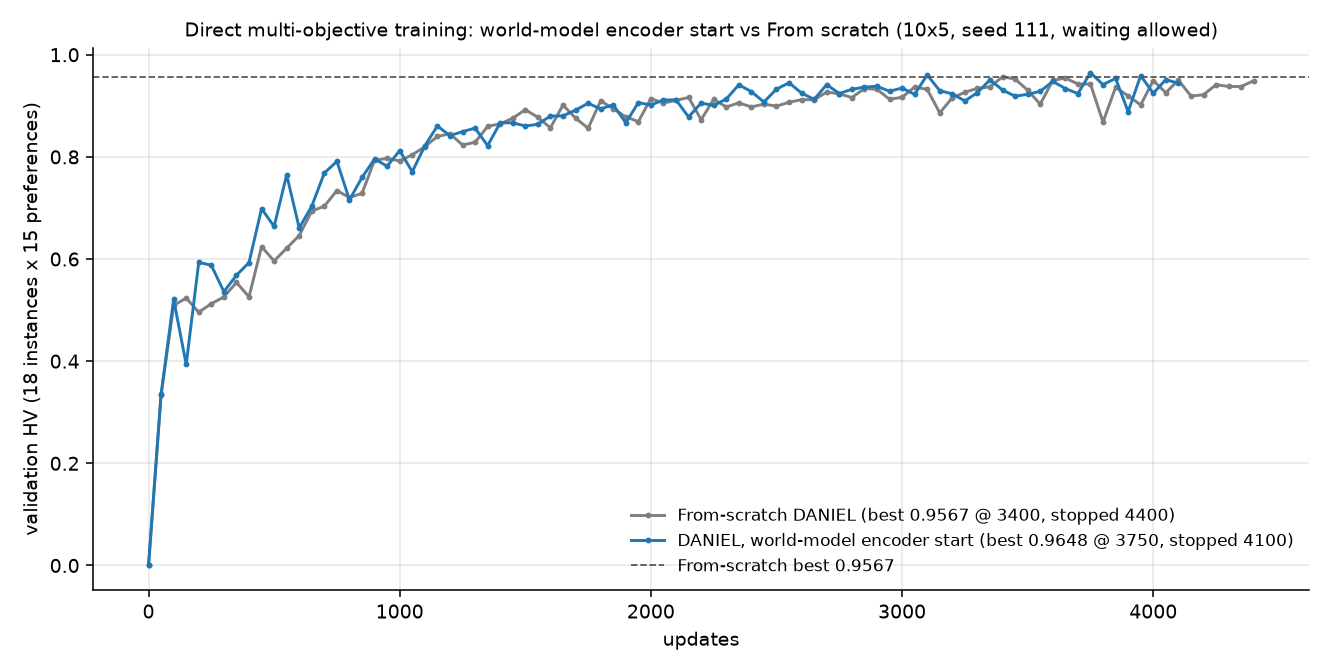 Direct multi-objective training: world-model encoder start vs From scratch (10x5, seed 111, waiting allowed)
validation HV (18 instances x 15 preferences)
1.0
0.8
0.6
0.4
0.2
0.0
From-scratch DANIEL (best 0.9567 @ 3400, stopped 4400)
DANIEL, world-model encoder start (best 0.9648 @ 3750, stopped 4100)
From-scratch best 0.9567
0 1000 2000 3000 4000
updates